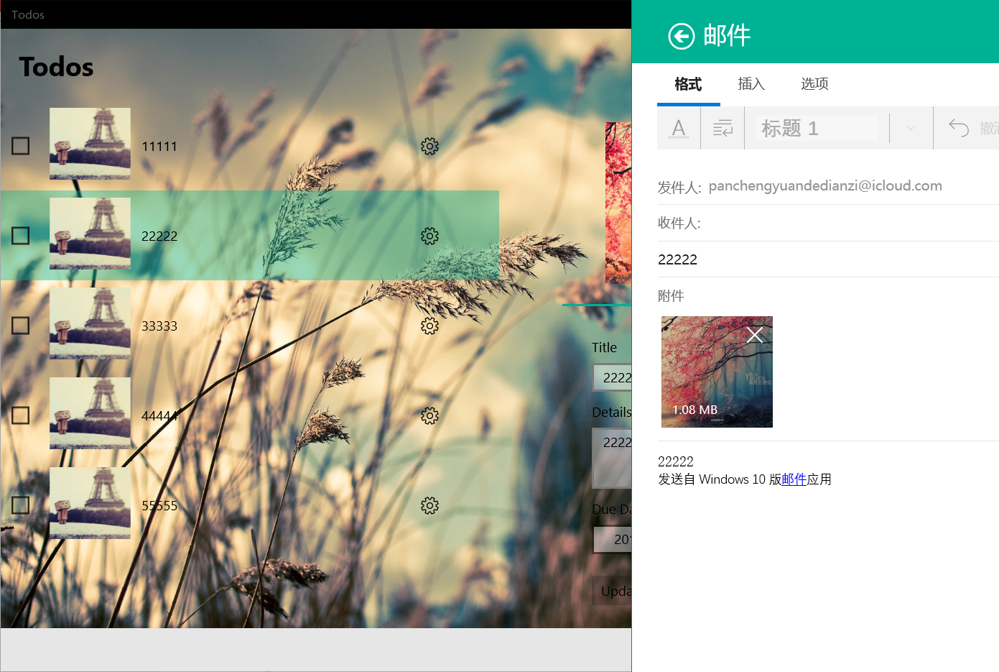 Todos
Todos
11111
22222
33333
44444
55555
Title
2222
Details
2222
Due Da
201
Upda
邮件
格式
插入
选项
A
标题 1
撤
发件人: panchengyuandedianzi@icloud.com
收件人:
22222
附件
Yours
1.08 MB
22222
发送自 Windows 10 版邮件应用